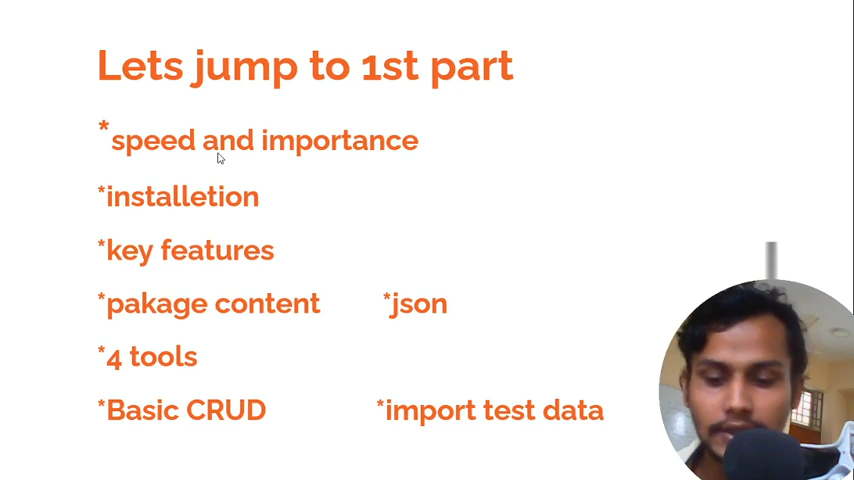 Lets jump to 1st part
*speed and importance
*installetion
*key features
*pakage content *json
*4 tools
*Basic CRUD *import test data